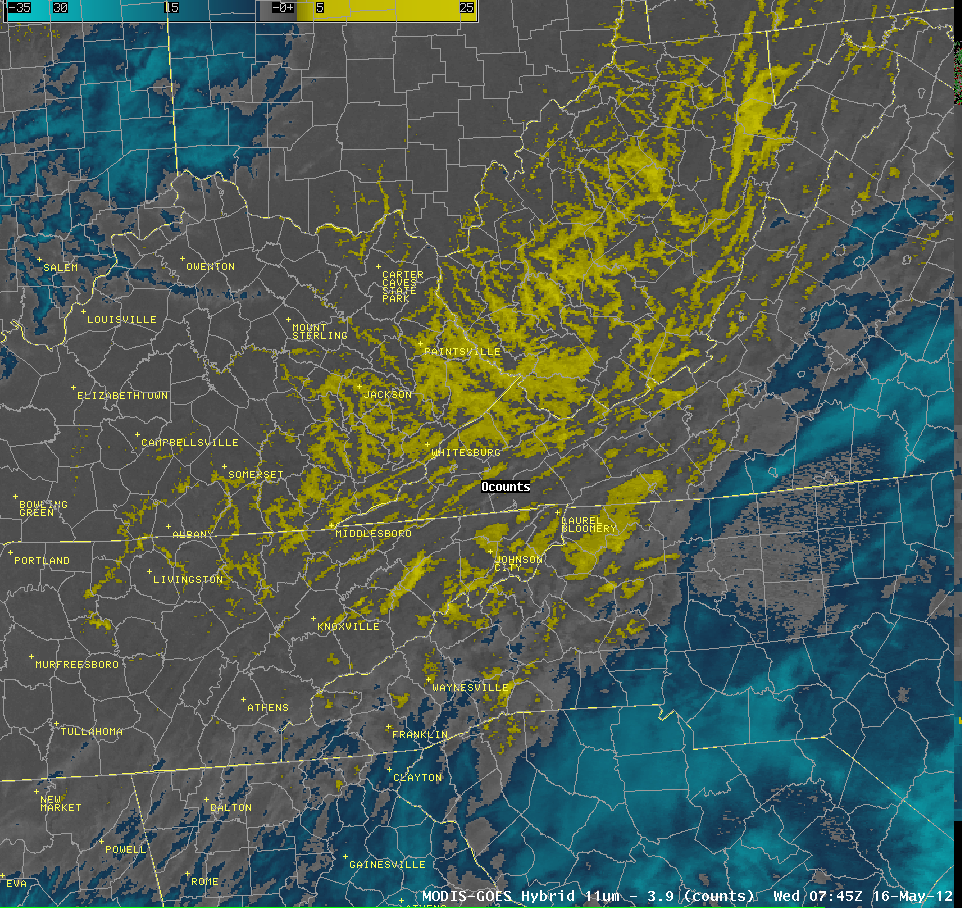 -35 30 15 -0+ 5 25
SALEM
OWENTON
CARTER
CAVES
STATE
PARK
LOUISVILLE
MOUNT
STERLING
PAINTSVILLE
ELIZABETHTOWN
JACKSON
CAMPBELLSVILLE
WHITESBURG
SOMERSET
0counts
BOWLING
GREEN
LAUREL
BLOOMERY
ALBANY
MIDDLESBORO
PORTLAND
JOHNSON
CITY
LIVINGSTON
KNOXVILLE
MURFREESBORO
WAYNESVILLE
ATHENS
TULLAHOMA
FRANKLIN
CLAYTON
NEW
MARKET
DALTON
POWELL
GAINESVILLE
ROME
EVA
MODIS-GOES Hybrid 11um - 3.9 (counts) Wed 07:45Z 16-May-12
ATHENS